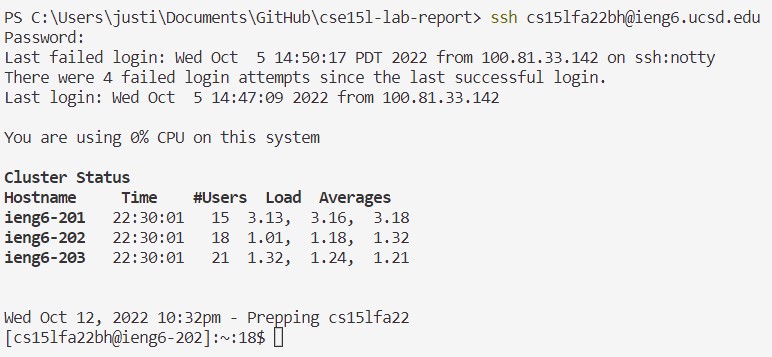 PS C:\Users\justi\Documents\GitHub\cse15l-lab-report> ssh cs15lfa22bh@ieng6.ucsd.edu
Password:
Last failed login: Wed Oct  5 14:50:17 PDT 2022 from 100.81.33.142 on ssh:notty
There were 4 failed login attempts since the last successful login.
Last login: Wed Oct  5 14:47:09 2022 from 100.81.33.142
You are using 0% CPU on this system
Cluster Status
Hostname     Time    #Users  Load  Averages
ieng6-201   22:30:01   15  3.13,  3.16,  3.18
ieng6-202   22:30:01   18  1.01,  1.18,  1.32
ieng6-203   22:30:01   21  1.32,  1.24,  1.21
Wed Oct 12, 2022 10:32pm - Prepping cs15lfa22
[cs15lfa22bh@ieng6-202]:~:18$